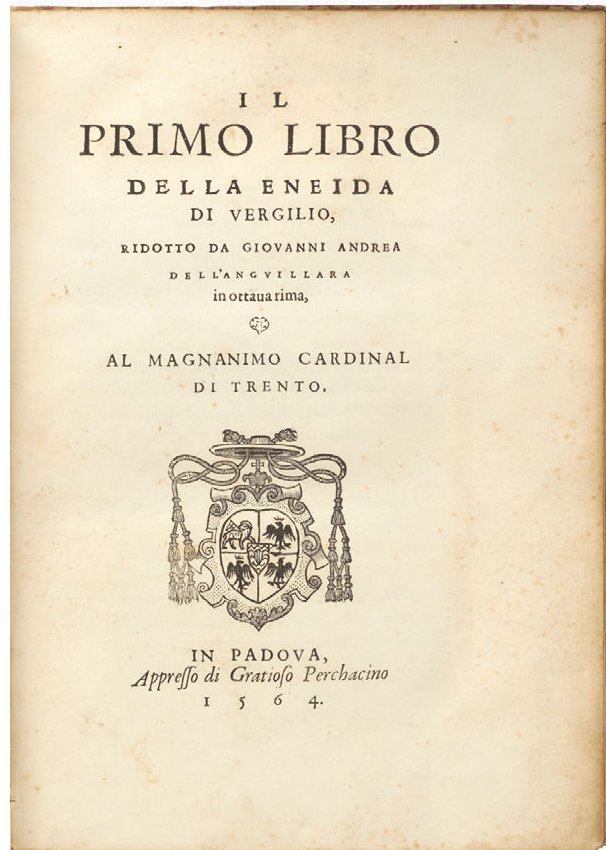 I L
PRIMO LIBRO
DELLA ENEIDA
DI VERGILIO,
RIDOTTO DA GIOVANNI ANDREA
DELL'ANGVILLARA
in ottaua rima,
AL MAGNANIMO CARDINAL
DI TRENTO.
IN PADOVA,
Appreſſo di Gratioſo Perchacino
1 5 6 4.